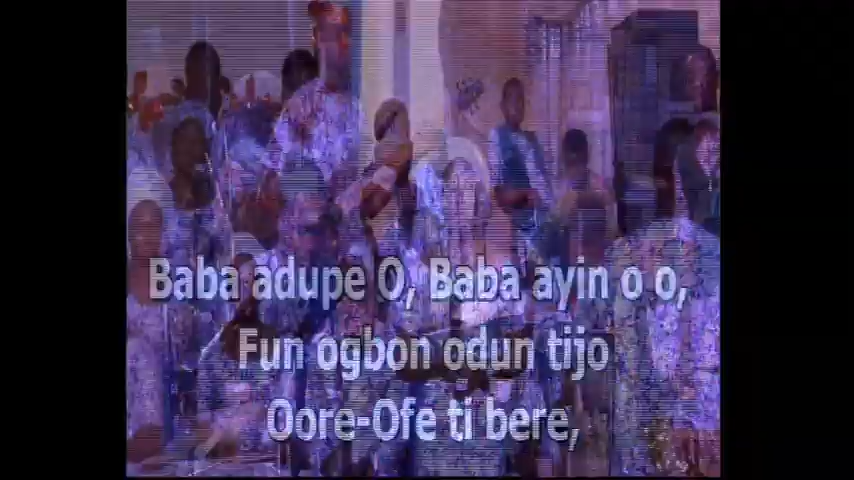 Baba adupe O, Baba ayin o o,
Fun ogbon odun tijo
Oore-Ofe ti bere,